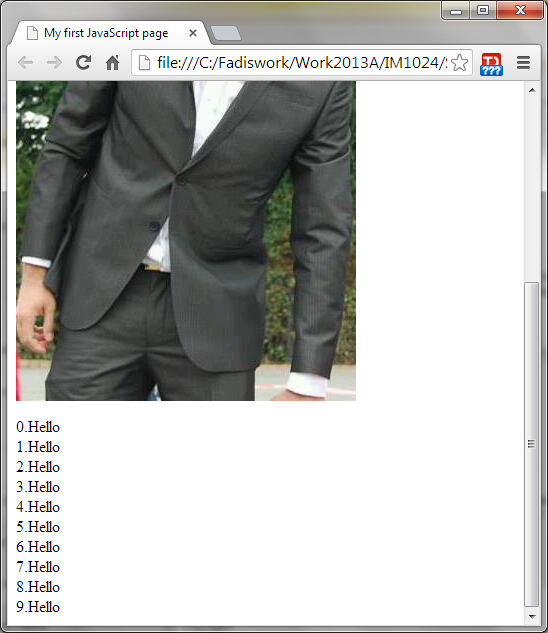 My first JavaScript page
file:///C:/Fadiswork/Work2013A/IM1024/
???
0.Hello
1.Hello
2.Hello
3.Hello
4.Hello
5.Hello
6.Hello
7.Hello
8.Hello
9.Hello